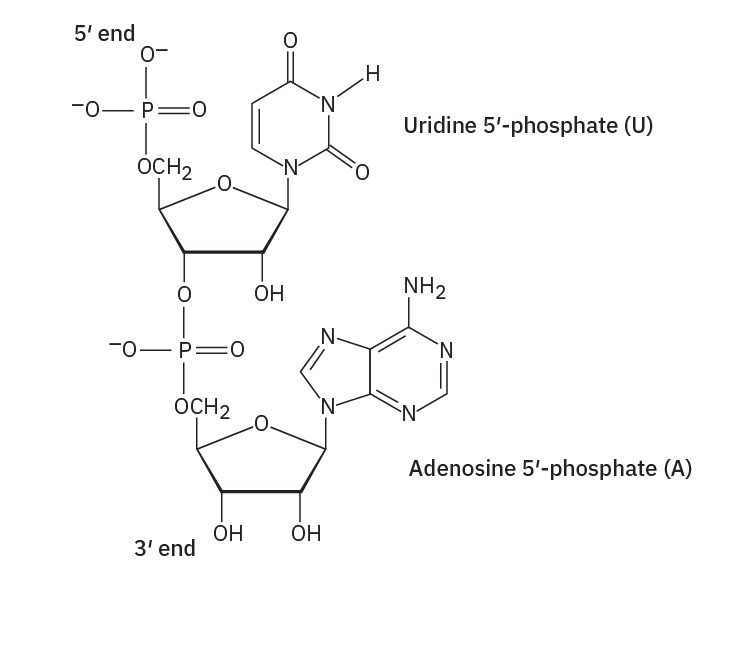 5′ end
O−
−O P O
OCH2
O
O
N H
N O
Uridine 5′-phosphate (U)
O OH
−O P O
OCH2
O
NH2
N N
N N
Adenosine 5′-phosphate (A)
OH OH
3′ end